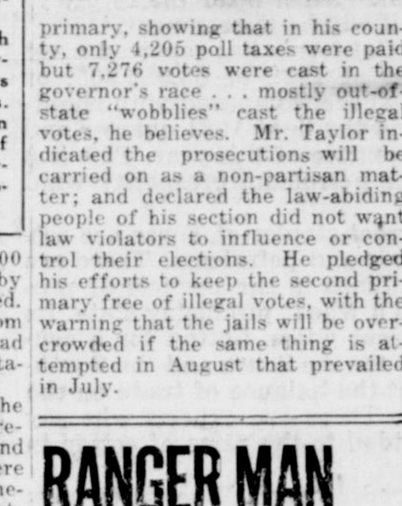 primary, showing that in his coun-
ty, only 4,205 poll taxes were paid
but 7,276 votes were cast in the
governor's race . . . mostly out-of-
state "wobblies" cast the illegal
votes, he believes. Mr. Taylor in-
dicated the prosecutions will be
carried on as a non-partisan mat-
ter; and declared the law-abiding
people of his section did not want
law violators to influence or con-
trol their elections. He pledged
his efforts to keep the second pri-
mary free of illegal votes, with the
warning that the jails will be over-
crowded if the same thing is at-
tempted in August that prevailed
in July.
RANGER MAN